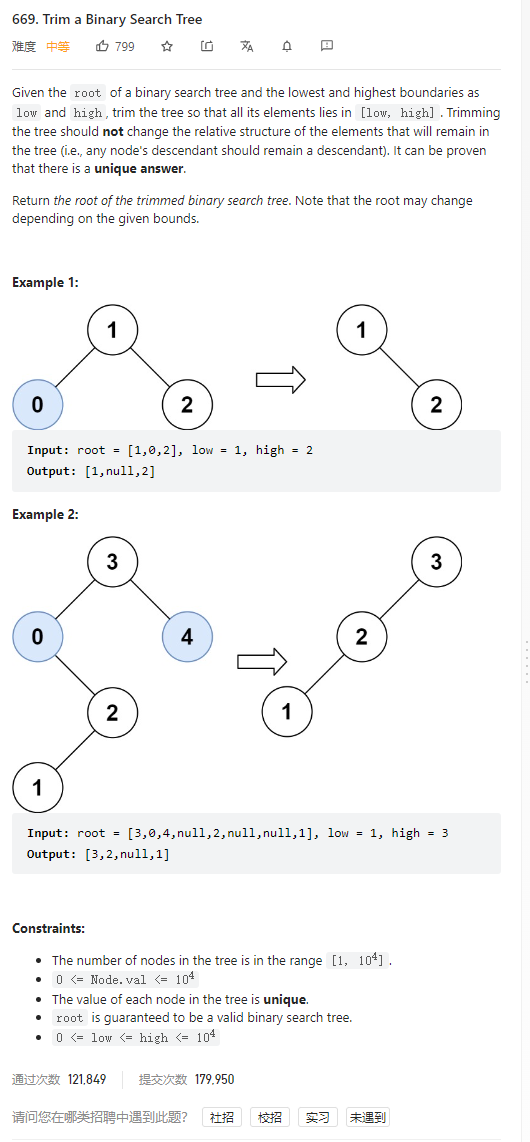 669. Trim a Binary Search Tree
难度 中等 799
Given the root of a binary search tree and the lowest and highest boundaries as
low and high, trim the tree so that all its elements lies in [low, high]. Trimming
the tree should not change the relative structure of the elements that will remain in
the tree (i.e., any node's descendant should remain a descendant). It can be proven
that there is a unique answer.
Return the root of the trimmed binary search tree. Note that the root may change
depending on the given bounds.
Example 1:
1 1
0 2 2
Input: root = [1,0,2], low = 1, high = 2
Output: [1,null,2]
Example 2:
3 3
0 4 2
2 1
1
Input: root = [3,0,4,null,2,null,null,1], low = 1, high = 3
Output: [3,2,null,1]
Constraints:
• The number of nodes in the tree is in the range [1, 10⁴].
• 0 <= Node.val <= 10⁴
• The value of each node in the tree is unique.
• root is guaranteed to be a valid binary search tree.
• 0 <= low <= high <= 10⁴
通过次数 121,849 提交次数 179,950
请问您在哪类招聘中遇到此题? 社招 校招 实习 未遇到